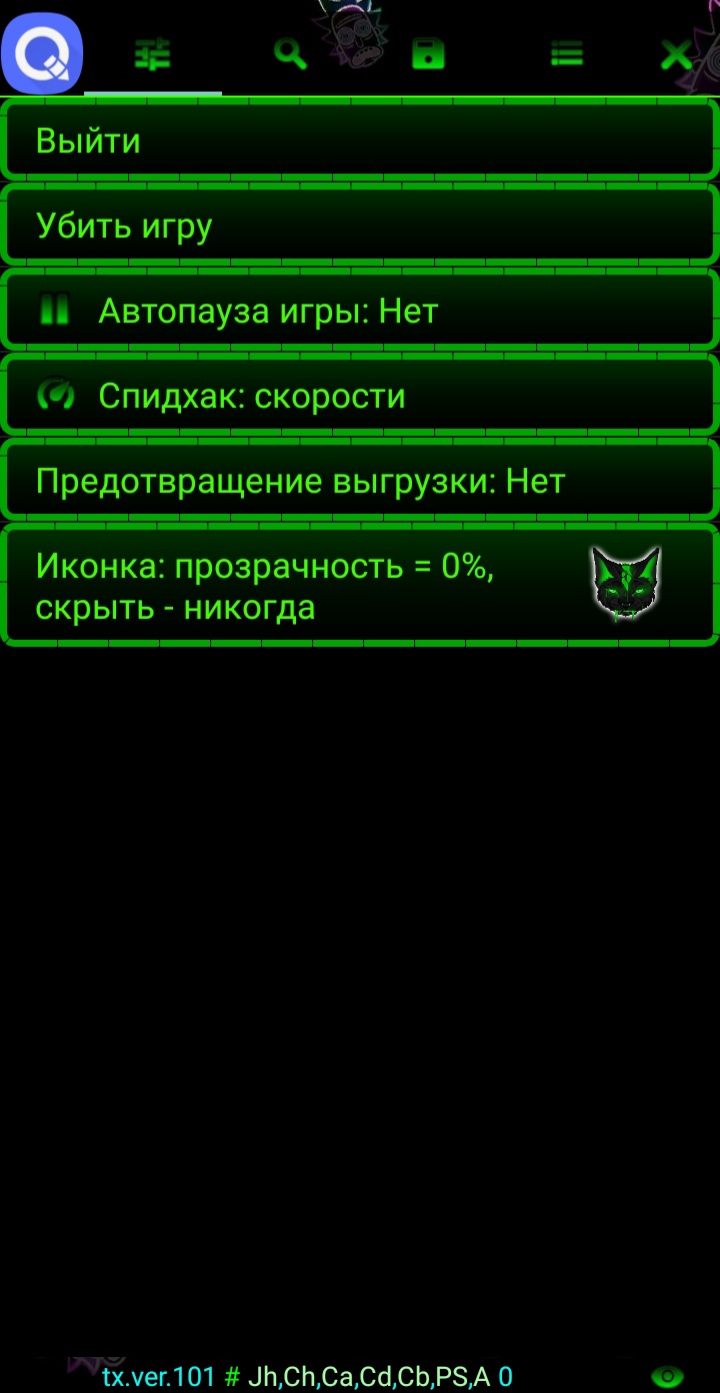 Выйти
Убить игру
Автопауза игры: Нет
Спидхак: скорости
Предотвращение выгрузки: Нет
Иконка: прозрачность = 0%,
скрыть - никогда
tx.ver.101 # Jh,Ch,Ca,Cd,Cb,PS,A 0